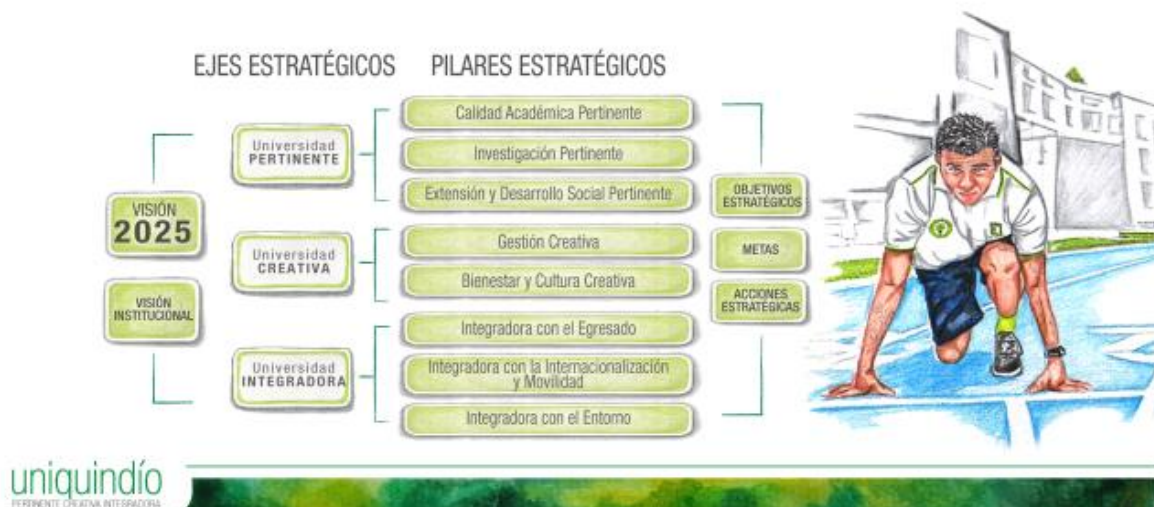 EJES ESTRATÉGICOS
PILARES ESTRATÉGICOS
VISIÓN
2025
VISIÓN
INSTITUCIONAL
Universidad
PERTINENTE
Calidad Académica Pertinente
Investigación Pertinente
Extensión y Desarrollo Social Pertinente
Universidad
CREATIVA
Gestión Creativa
Bienestar y Cultura Creativa
Universidad
INTEGRADORA
Integradora con el Egresado
Integradora con la Internacionalización
y Movilidad
Integradora con el Entorno
OBJETIVOS
ESTRATÉGICOS
METAS
ACCIONES
ESTRATÉGICAS
uniquindío
PERTINENTE CREATIVA INTEGRADORA